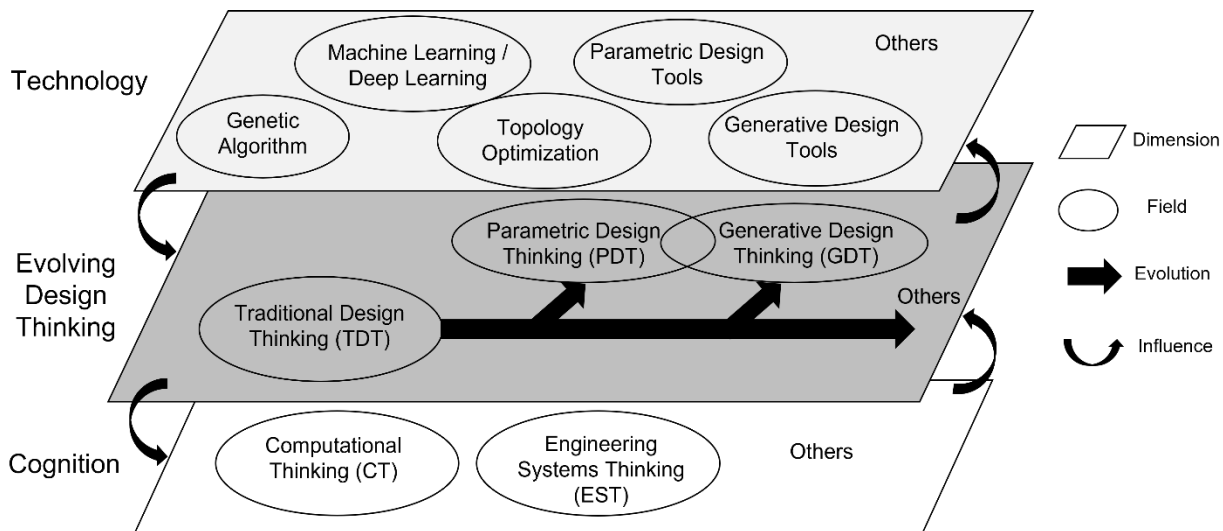 Technology
Machine Learning /
Deep Learning
Parametric Design
Tools
Others
Genetic
Algorithm
Topology
Optimization
Generative Design
Tools
Evolving
Design
Thinking
Parametric Design
Thinking (PDT)
Generative Design
Thinking (GDT)
Traditional Design
Thinking (TDT)
Others
Cognition
Computational
Thinking (CT)
Engineering
Systems Thinking
(EST)
Others
Dimension
Field
Evolution
Influence